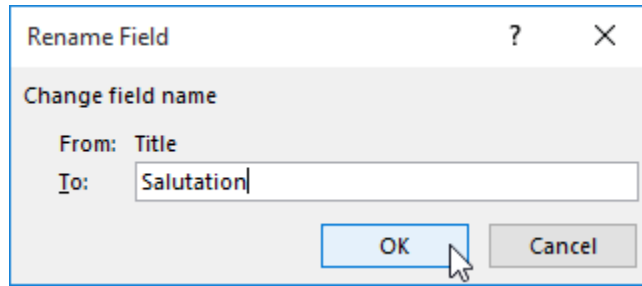 Rename Field ?
Change field name
From: Title
To: Salutation
OK Cancel